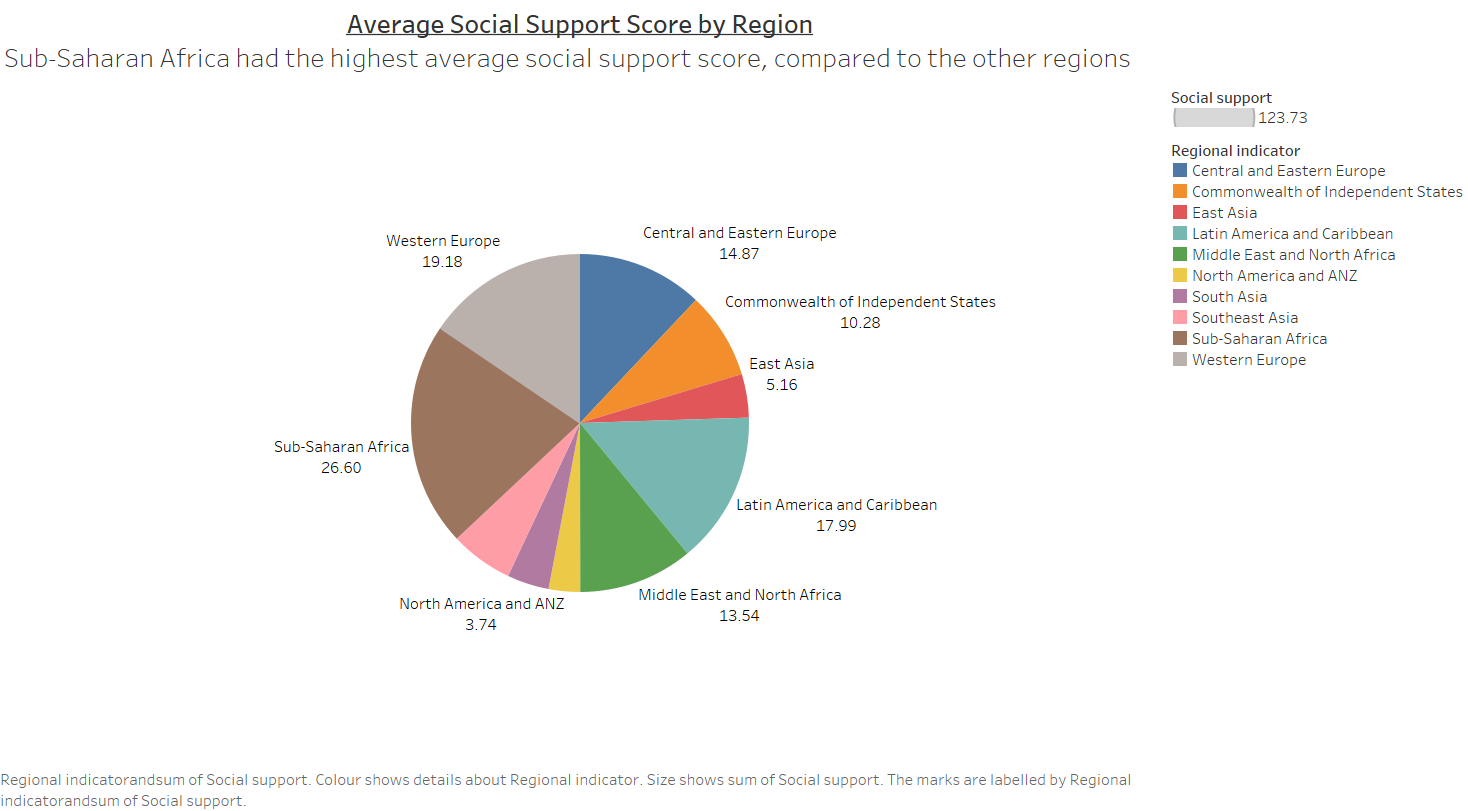 Average Social Support Score by Region
Sub-Saharan Africa had the highest average social support score, compared to the other regions
Social support
123.73
Regional indicator
Central and Eastern Europe
Commonwealth of Independent States
East Asia
Latin America and Caribbean
Middle East and North Africa
North America and ANZ
South Asia
Southeast Asia
Sub-Saharan Africa
Western Europe
Western Europe
19.18
Central and Eastern Europe
14.87
Commonwealth of Independent States
10.28
East Asia
5.16
Sub-Saharan Africa
26.60
Latin America and Caribbean
17.99
North America and ANZ
3.74
Middle East and North Africa
13.54
Regional indicatorandsum of Social support. Colour shows details about Regional indicator. Size shows sum of Social support. The marks are labelled by Regional
indicatorandsum of Social support.